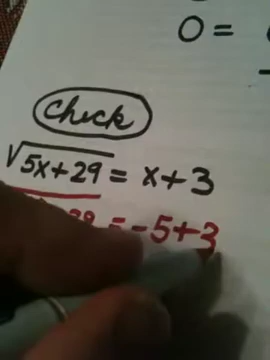 0 =
Check
√5x+29 = x+3
-5+3